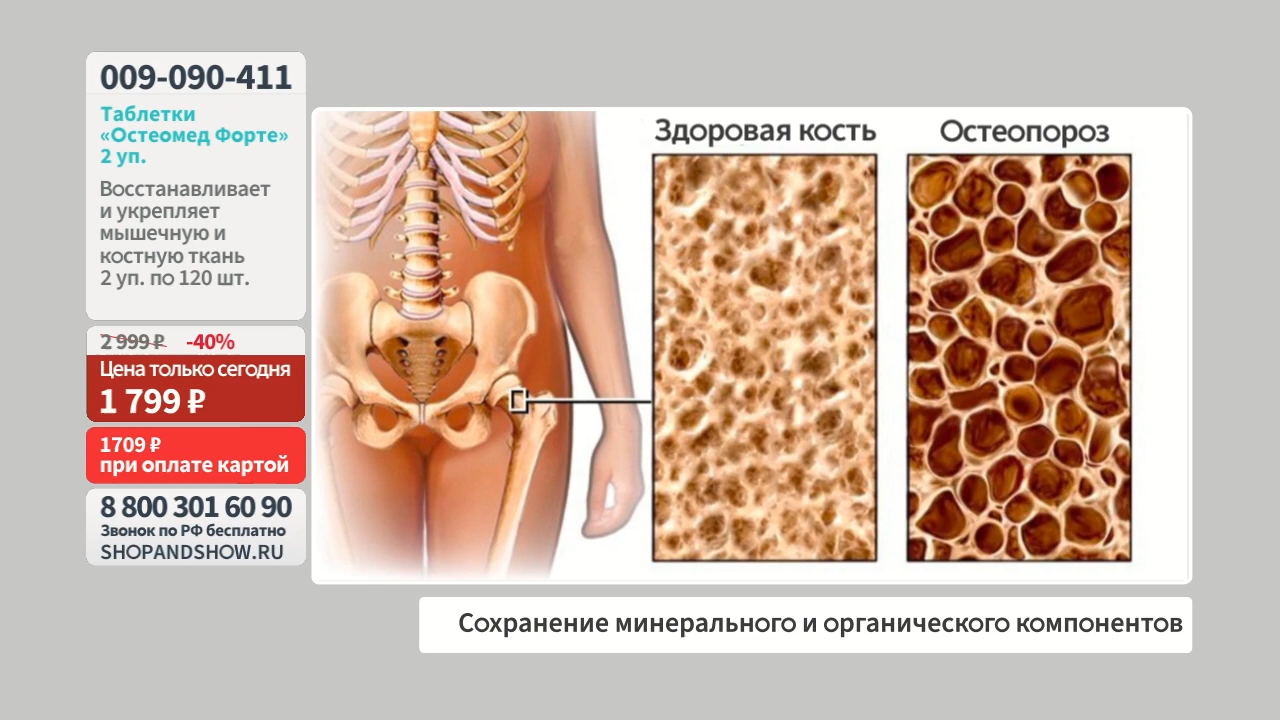 009-090-411
Таблетки
«Остеомед Форте»
2 уп.
Восстанавливает
и укрепляет
мышечную и
костную ткань
2 уп. по 120 шт.
2 999 ₽ -40%
Цена только сегодня
1 799 ₽
1709 ₽
при оплате картой
8 800 301 60 90
Звонок по РФ бесплатно
SHOPANDSHOW.RU
Здоровая кость
Остеопороз
Сохранение минерального и органического компонентов